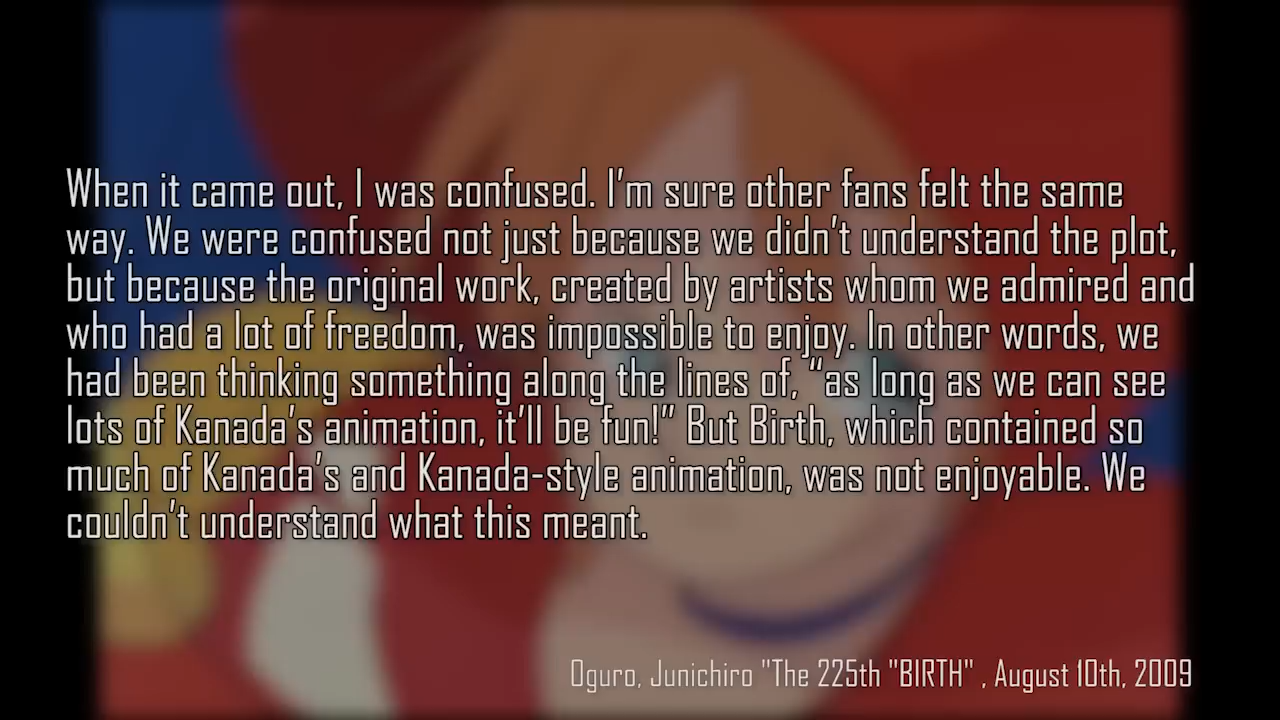 When it came out, I was confused. I'm sure other fans felt the same
way. We were confused not just because we didn't understand the plot,
but because the original work, created by artists whom we admired and
who had a lot of freedom, was impossible to enjoy. In other words, we
had been thinking something along the lines of, “as long as we can see
lots of Kanada's animation, it'll be fun!” But Birth, which contained so
much of Kanada's and Kanada-style animation, was not enjoyable. We
couldn't understand what this meant.
Oguro, Junichiro "The 225th "BIRTH" , August 10th, 2009